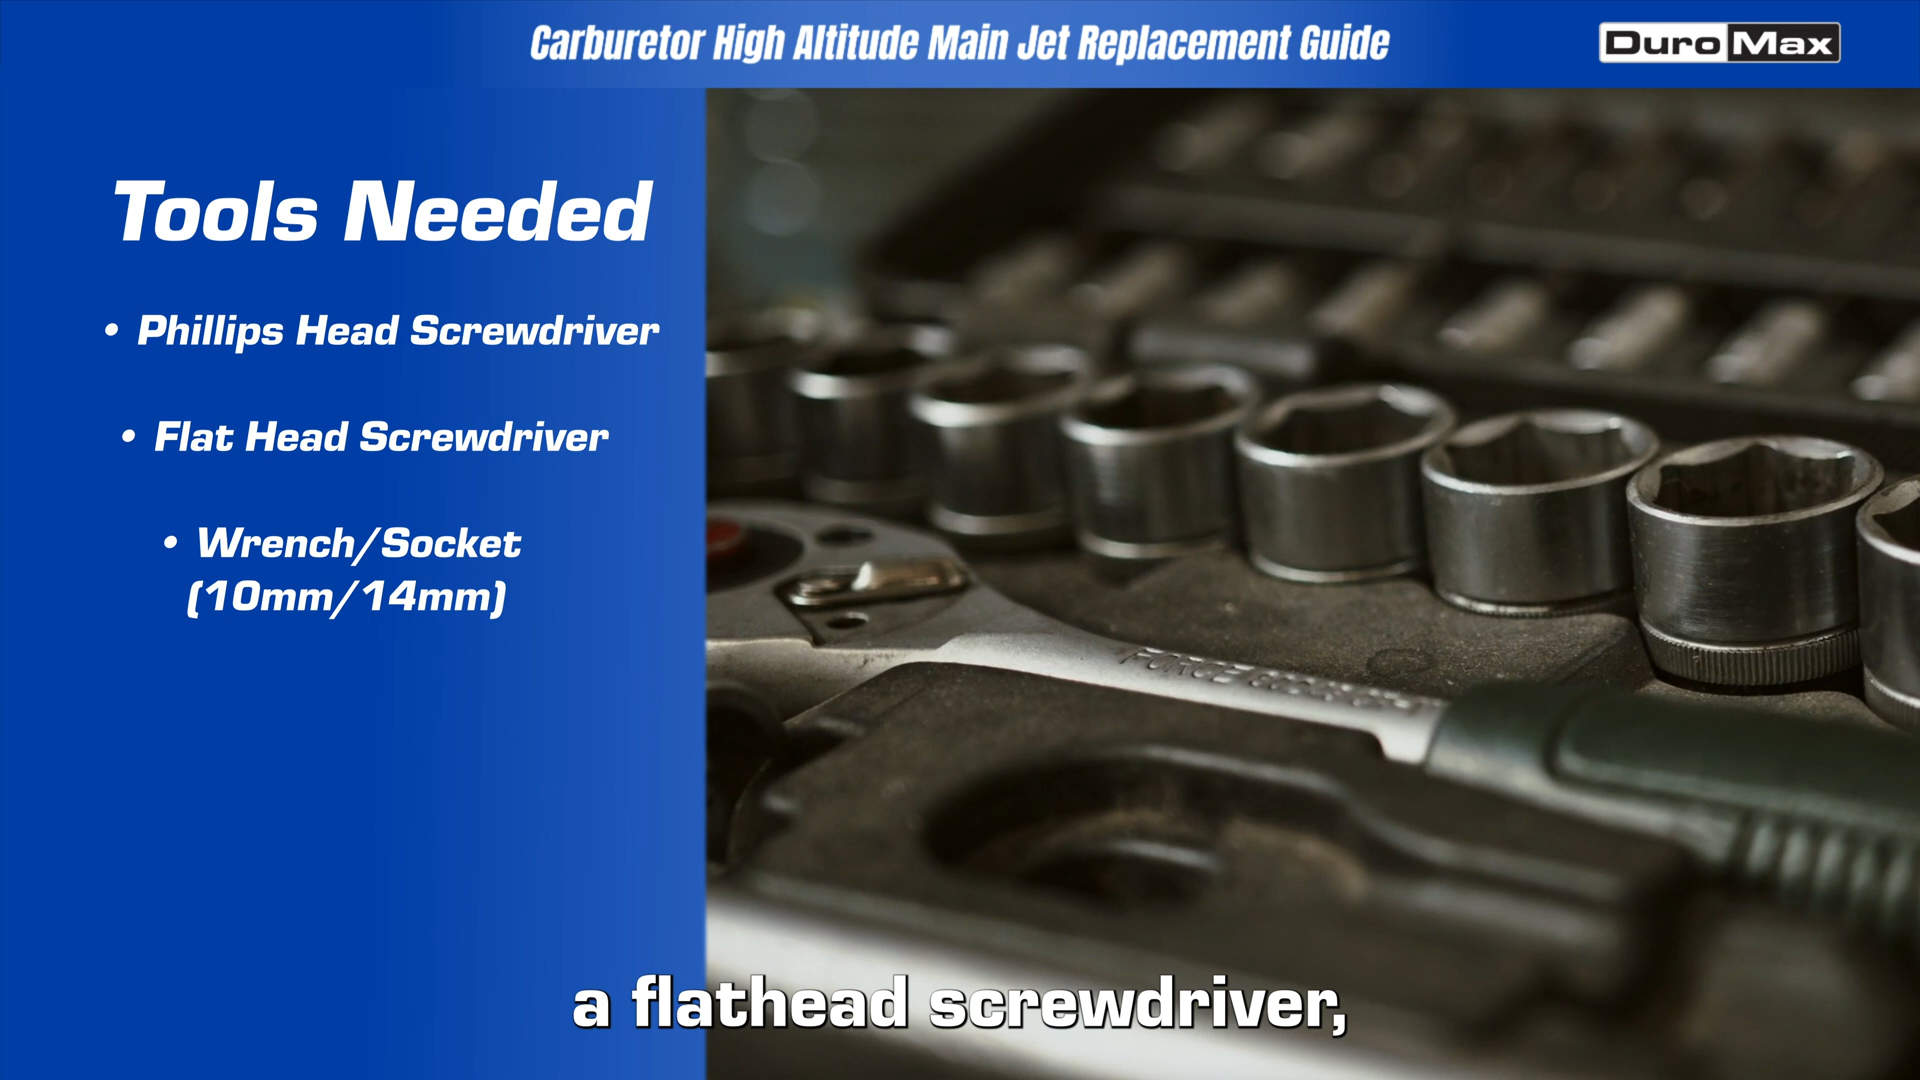 Carburetor High Altitude Main Jet Replacement Guide
DuroMax
Tools Needed
• Phillips Head Screwdriver
• Flat Head Screwdriver
• Wrench/Socket
(10mm/14mm)
FORGE
a flathead screwdriver,